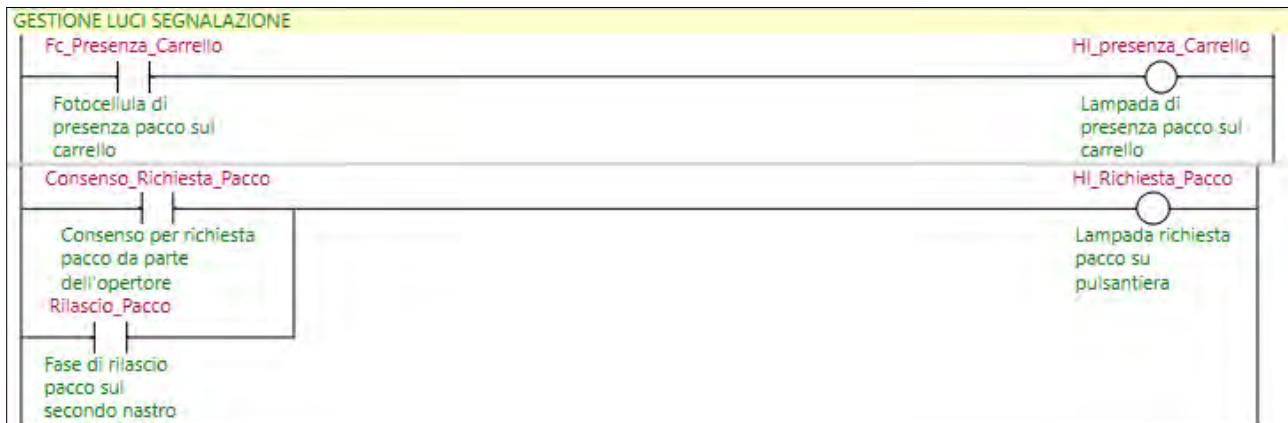 GESTIONE LUCI SEGNALAZIONE
Fc_Presenza_Carrello
Hl_presenza_Carrello
Fotocellula di
presenza pacco sul
carrello
Lampada di
presenza pacco sul
carrello
Consenso_Richiesta_Pacco
Hl_Richiesta_Pacco
Consenso per richiesta
pacco da parte
dell'opertore
Lampada richiesta
pacco su
pulsantiera
Rilascio_Pacco
Fase di rilascio
pacco sul
secondo nastro